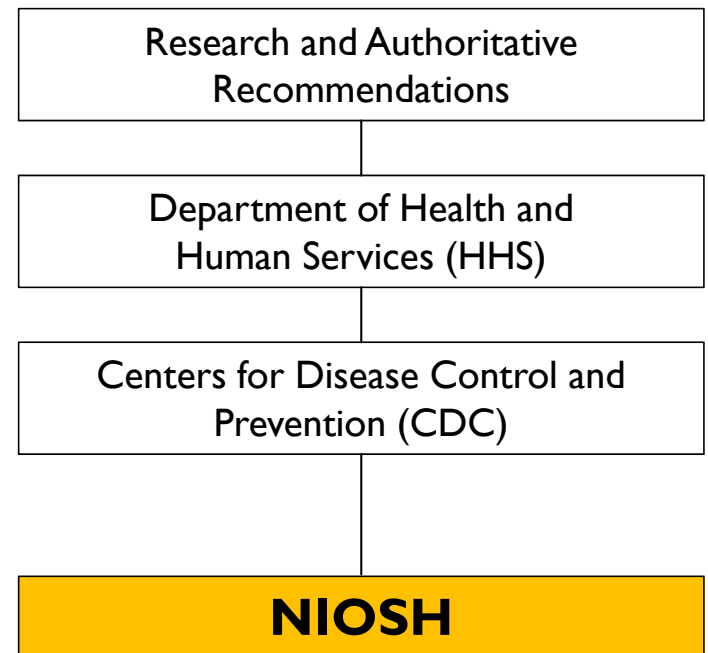 Research and Authoritative
Recommendations
Department of Health and
Human Services (HHS)
Centers for Disease Control and
Prevention (CDC)
NIOSH